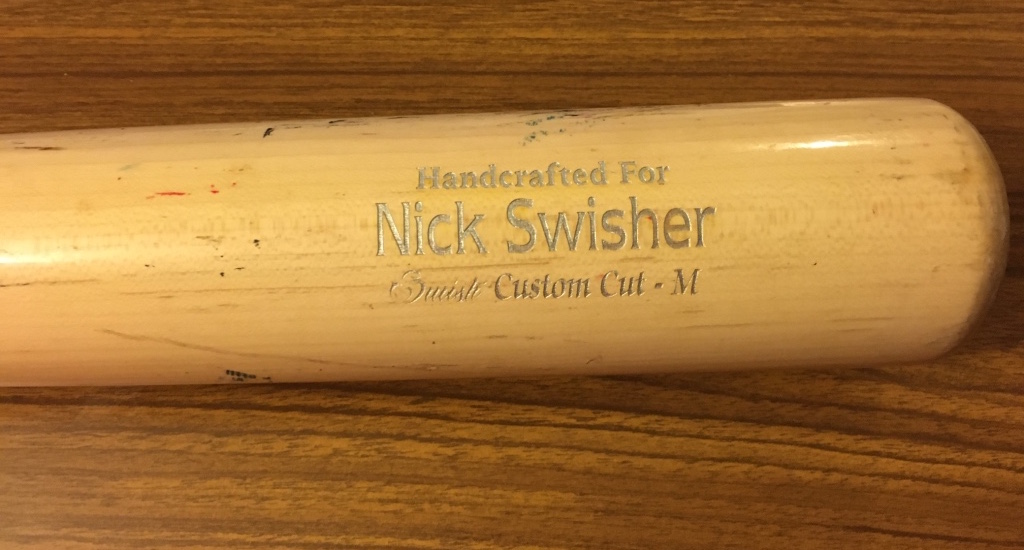 Handcrafted For
Nick Swisher
Swish Custom Cut - M